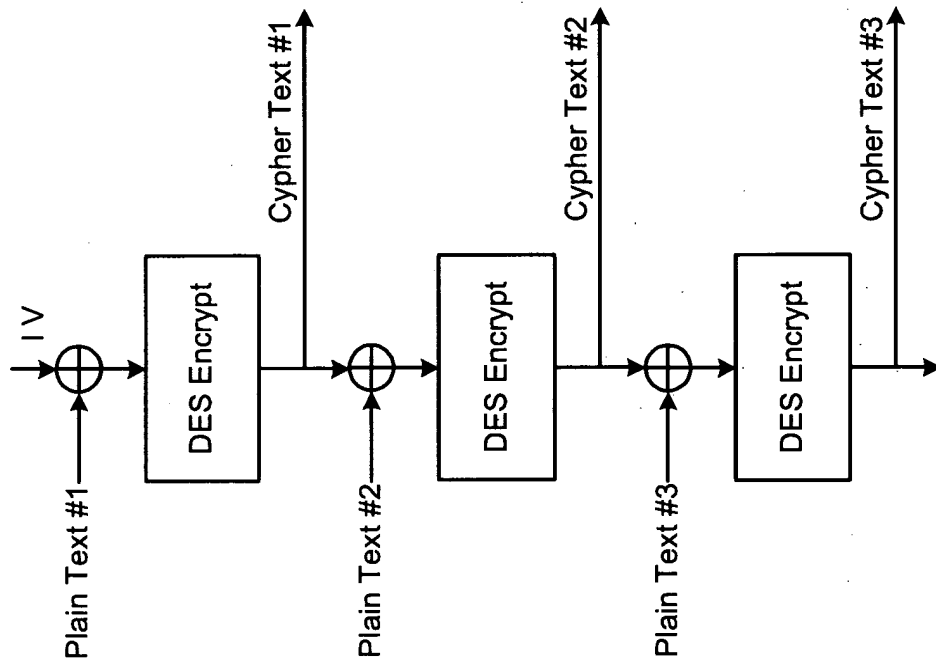 I V
Plain Text #1
DES Encrypt
Cypher Text #1
Plain Text #2
DES Encrypt
Cypher Text #2
Plain Text #3
DES Encrypt
Cypher Text #3